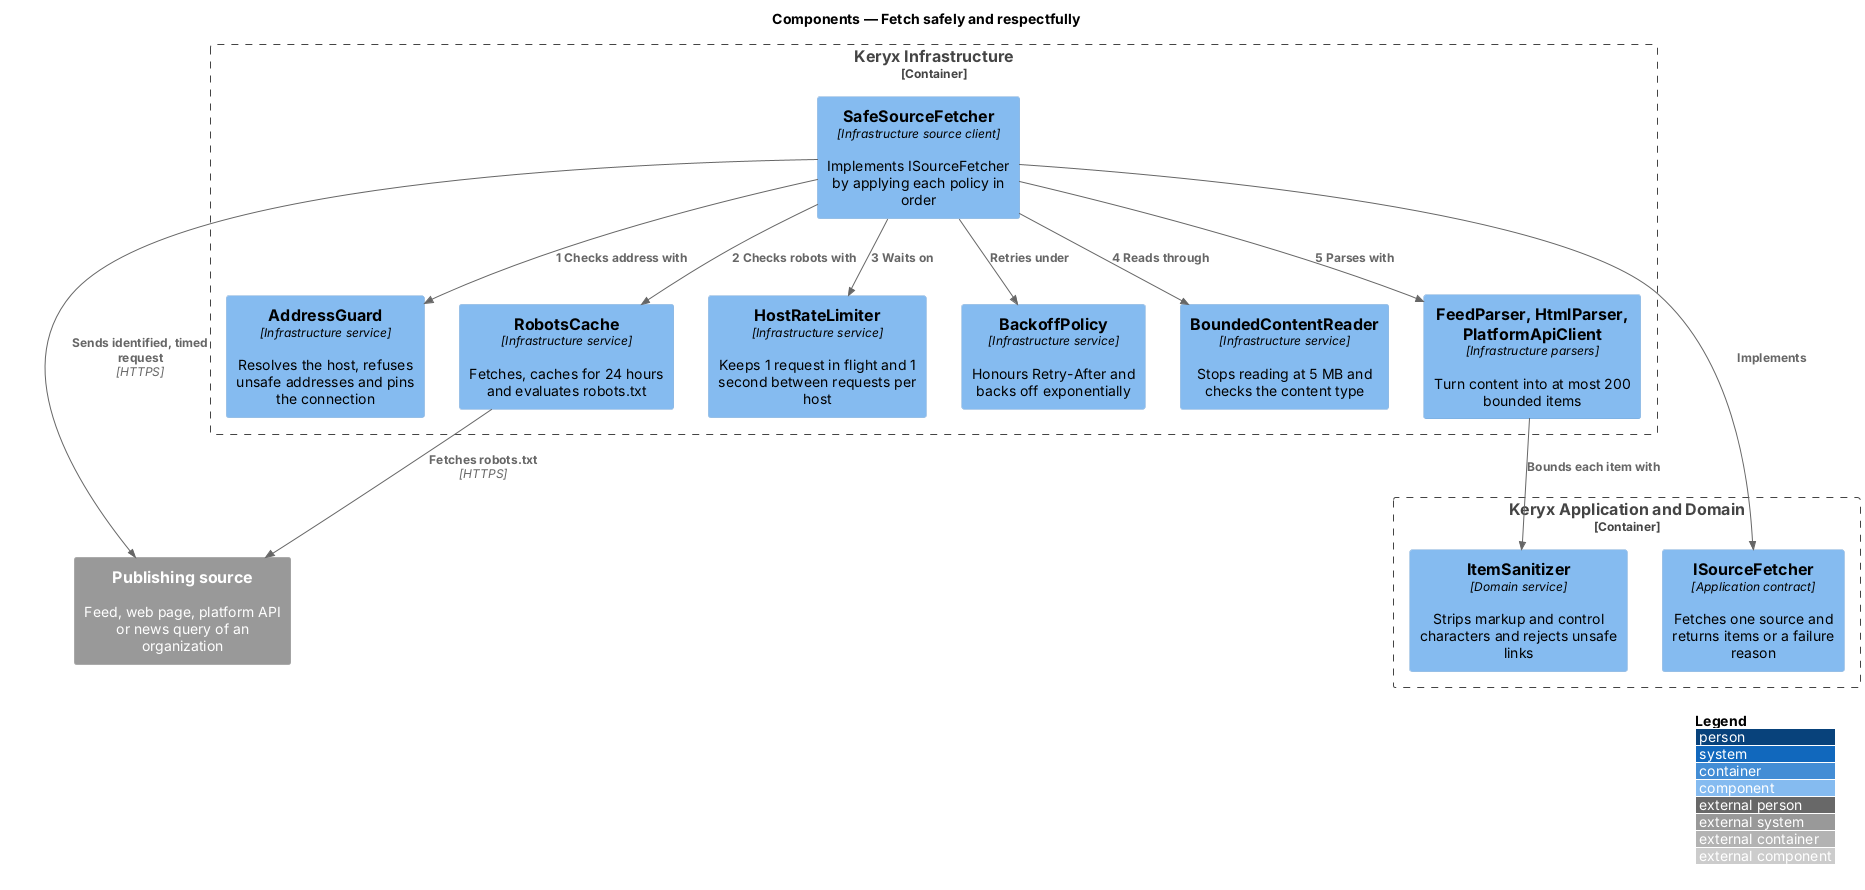 Components — Fetch safely and respectfully
Keryx Infrastructure
[Container]
SafeSourceFetcher
[Infrastructure source client]
Implements ISourceFetcher
by applying each policy in
order
1 Checks address with
2 Checks robots with
3 Waits on
Retries under
4 Reads through
5 Parses with
AddressGuard
[Infrastructure service]
Resolves the host, refuses
unsafe addresses and pins
the connection
RobotsCache
[Infrastructure service]
Fetches, caches for 24 hours
and evaluates robots.txt
HostRateLimiter
[Infrastructure service]
Keeps 1 request in flight and 1
second between requests per
host
BackoffPolicy
[Infrastructure service]
Honours Retry-After and
backs off exponentially
BoundedContentReader
[Infrastructure service]
Stops reading at 5 MB and
checks the content type
FeedParser, HtmlParser,
PlatformApiClient
[Infrastructure parsers]
Turn content into at most 200
bounded items
Sends identified, timed
request
[HTTPS]
Implements
Fetches robots.txt
[HTTPS]
Bounds each item with
Keryx Application and Domain
[Container]
Publishing source
Feed, web page, platform API
or news query of an
organization
ItemSanitizer
[Domain service]
Strips markup and control
characters and rejects unsafe
links
ISourceFetcher
[Application contract]
Fetches one source and
returns items or a failure
reason
Legend
person
system
container
component
external person
external system
external container
external component